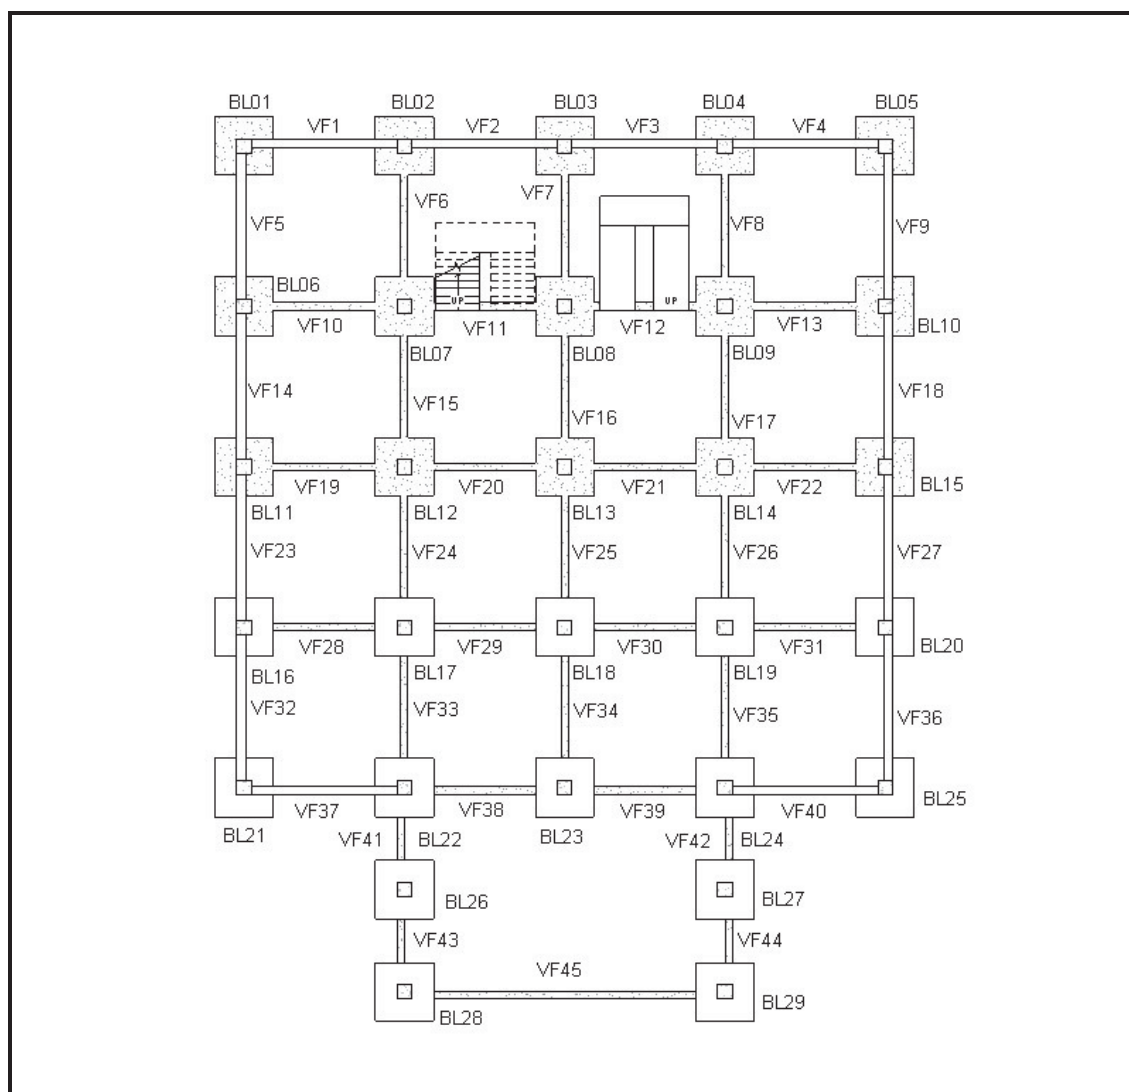 BL01 BL02 BL03 BL04 BL05
VF1 VF2 VF3 VF4
VF6 VF7
VF5 VF8 VF9
BL06
UP UP
VF10 VF11 VF12 VF13 BL10
BL07 BL08 BL09
VF14 VF15 VF16 VF17 VF18
VF19 VF20 VF21 VF22 BL15
BL11 BL12 BL13 BL14
VF23 VF24 VF25 VF26 VF27
VF28 VF29 VF30 VF31 BL20
BL16 BL17 BL18 BL19
VF32 VF33 VF34 VF35 VF36
VF37 VF38 VF39 VF40 BL25
BL21 VF41 BL22 BL23 VF42 BL24
BL26 BL27
VF43 VF44
VF45
BL28 BL29